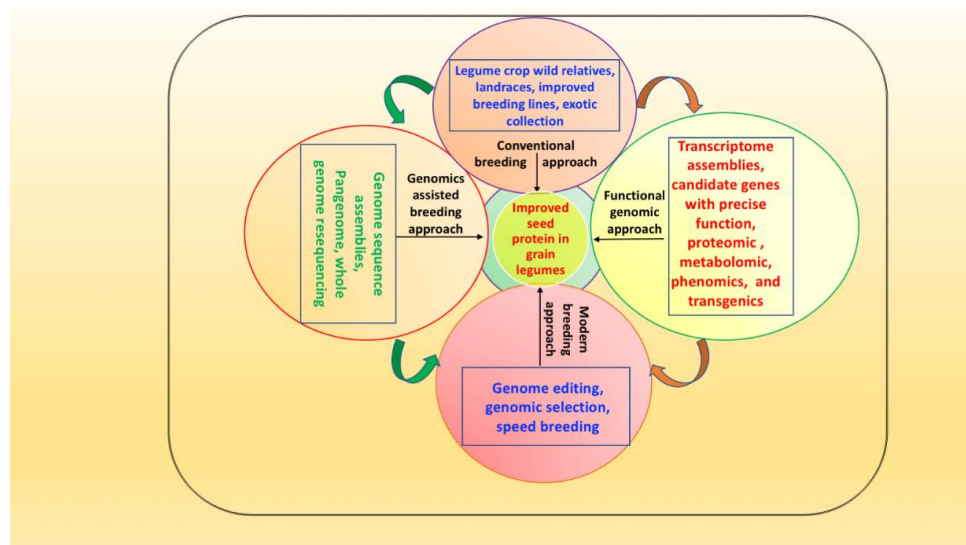 Legume crop wild relatives,
landraces, improved
breeding lines, exotic
collection
Conventional
breeding approach
Genome sequence
assemblies,
Pangenome, whole
genome resequencing
Genomics
assisted
breeding
approach
Improved
seed
protein in
grain
legumes
Functional
genomic
approach
Transcriptome
assemblies,
candidate genes
with precise
function,
proteomic ,
metabolomic,
phenomics, and
transgenics
Modern
breeding
approach
Genome editing,
genomic selection,
speed breeding